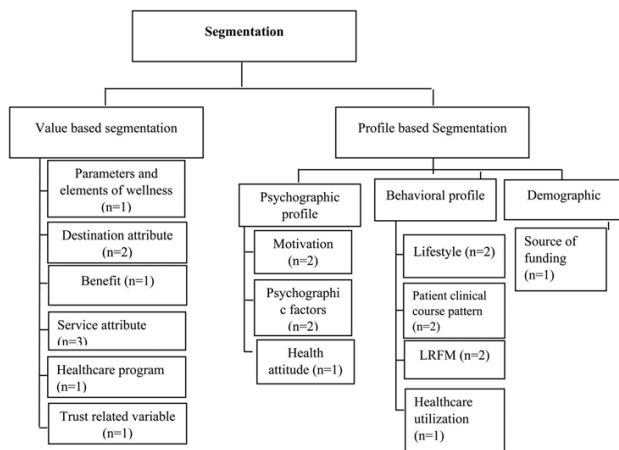 Segmentation
Value based segmentation
Profile based Segmentation
Parameters and
elements of wellness
(n=1)
Destination attribute
(n=2)
Benefit (n=1)
Service attribute
(n=3)
Healthcare program
(n=1)
Trust related variable
(n=1)
Psychographic
profile
Motivation
(n=2)
Psychographi
c factors
(n=2)
Health
attitude (n=1)
Behavioral profile
Lifestyle (n=2)
Patient clinical
course pattern
(n=2)
LRFM (n=2)
Healthcare
utilization
(n=1)
Demographic
Source of
funding
(n=1)